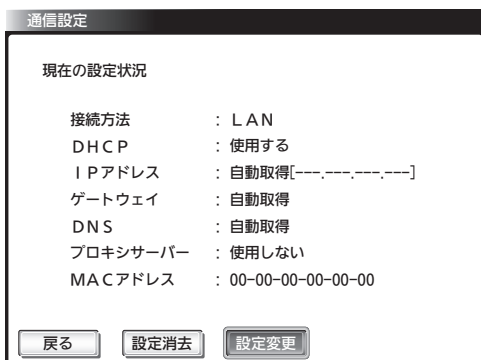 通信設定
現在の設定状況
接続方法 : LAN
DHCP : 使用する
IPアドレス : 自動取得[---.---.---.---]
ゲートウェイ : 自動取得
DNS : 自動取得
プロキシサーバー : 使用しない
MACアドレス : 00-00-00-00-00-00
戻る 設定消去 設定変更